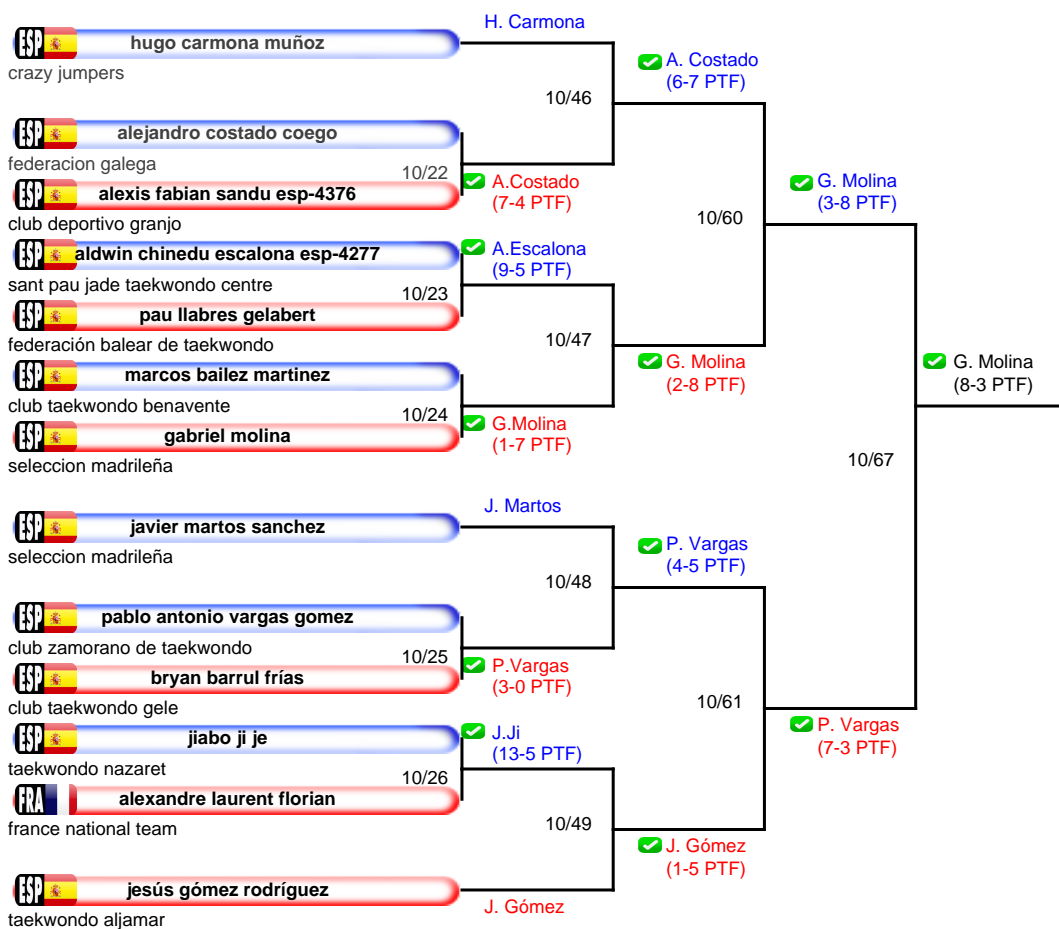 H. Carmona
ESP hugo carmona muñoz
crazy jumpers
A. Costado
(6-7 PTF)
10/46
ESP alejandro costado coego
federacion galega
10/22
A.Costado
(7-4 PTF)
ESP alexis fabian sandu esp-4376
club deportivo granjo
G. Molina
(3-8 PTF)
10/60
ESP aldwin chinedu escalona esp-4277
A.Escalona
(9-5 PTF)
sant pau jade taekwondo centre
10/23
ESP pau llabres gelabert
federación balear de taekwondo
10/47
G. Molina
(2-8 PTF)
ESP marcos bailez martinez
club taekwondo benavente
10/24
G.Molina
(1-7 PTF)
ESP gabriel molina
seleccion madrileña
G. Molina
(8-3 PTF)
10/67
J. Martos
ESP javier martos sanchez
seleccion madrileña
P. Vargas
(4-5 PTF)
10/48
ESP pablo antonio vargas gomez
club zamorano de taekwondo
10/25
P.Vargas
(3-0 PTF)
ESP bryan barrul frías
club taekwondo gele
10/61
P. Vargas
(7-3 PTF)
ESP jiabo ji je
J.Ji
(13-5 PTF)
taekwondo nazaret
10/26
FRA alexandre laurent florian
france national team
10/49
J. Gómez
(1-5 PTF)
ESP jesús gómez rodríguez
J. Gómez
taekwondo aljamar